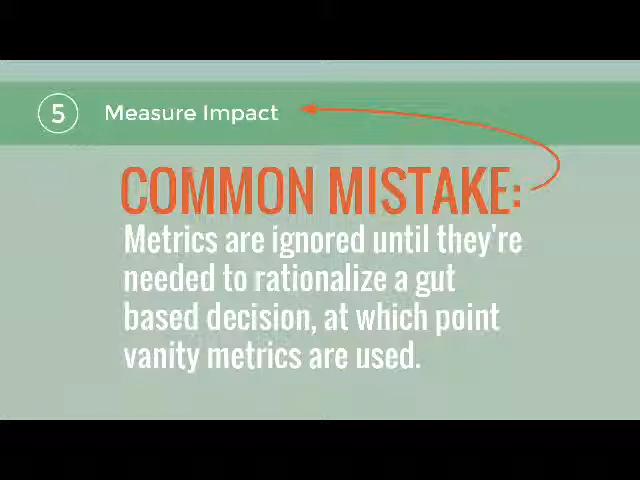 5 Measure Impact
COMMON MISTAKE:
Metrics are ignored until they're
needed to rationalize a gut
based decision, at which point
vanity metrics are used.